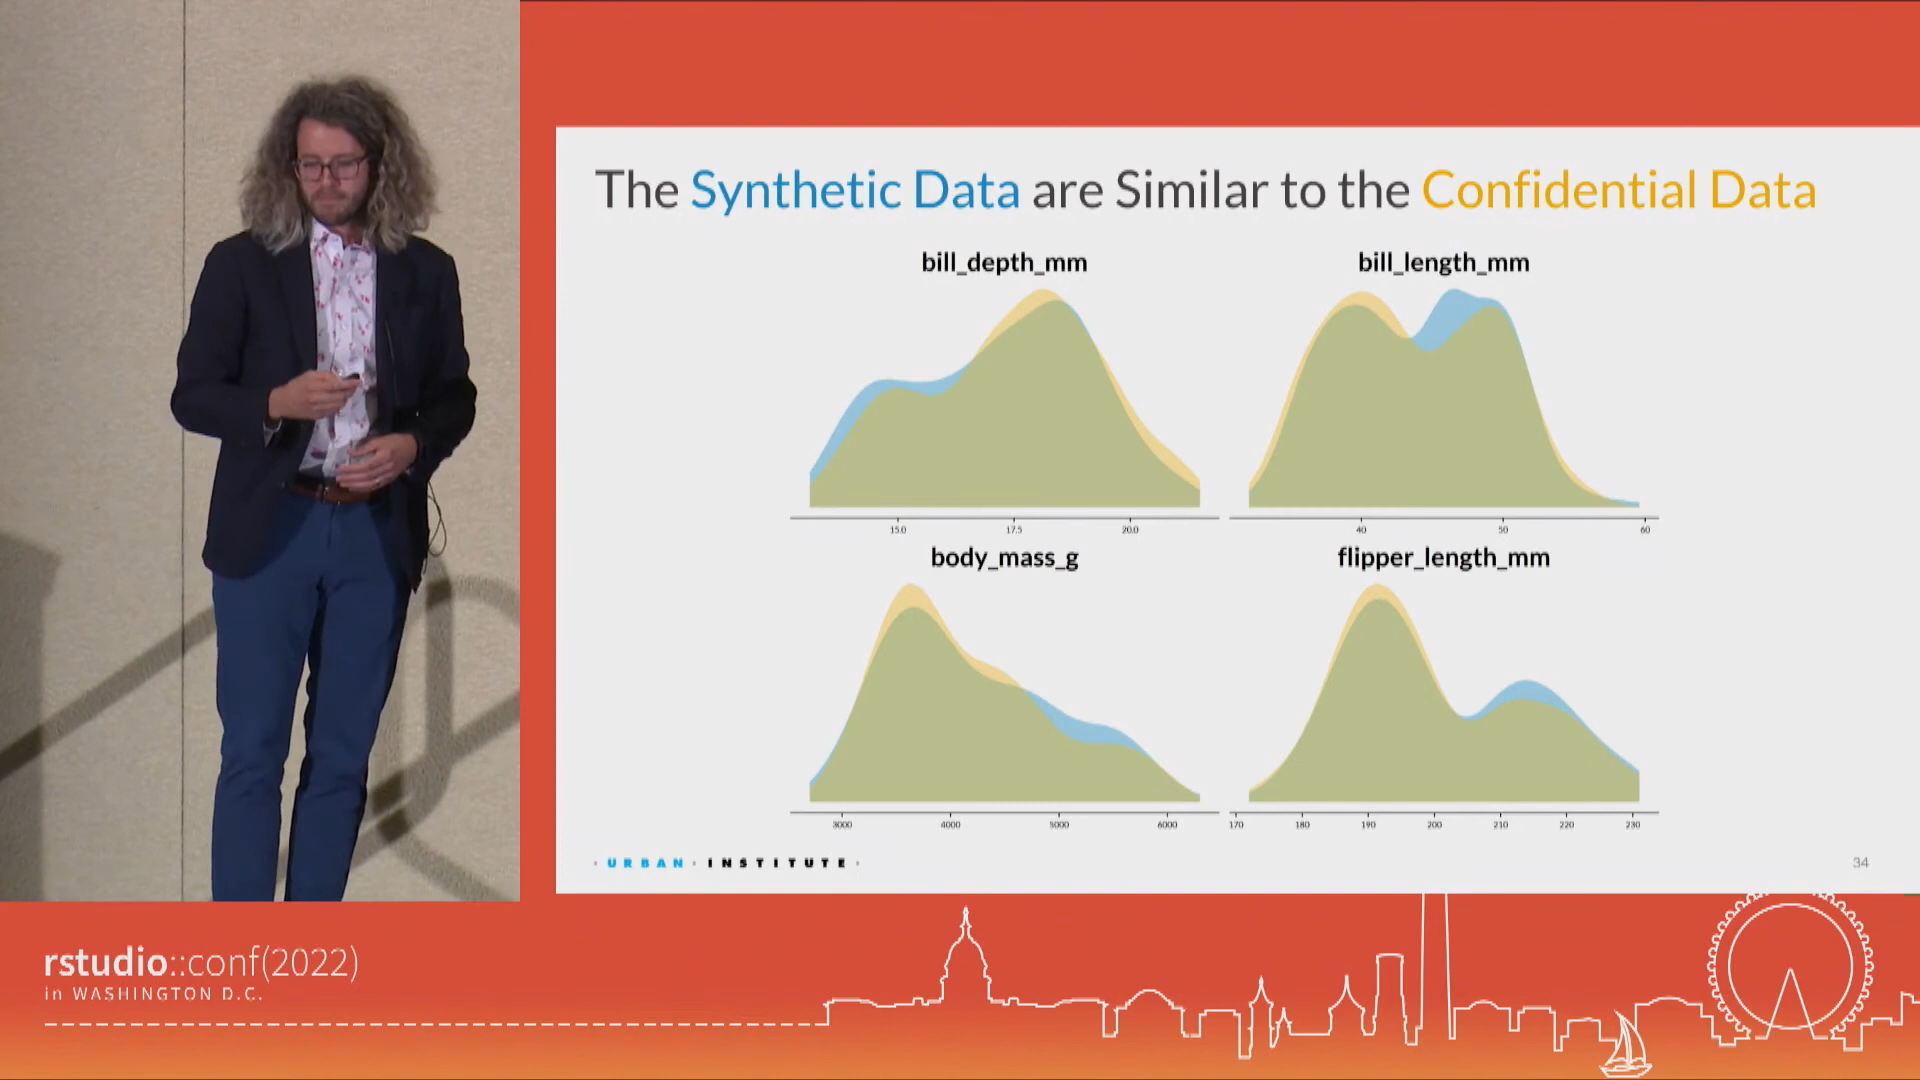 The Synthetic Data are Similar to the Confidential Data
bill_depth_mm
15.0 17.5 20.0
bill_length_mm
40 50 60
body_mass_g
3000 4000 5000 6000
flipper_length_mm
170 180 190 200 210 220 230
URBAN · INSTITUTE
34
rstudio::conf(2022)
in WASHINGTON D.C.